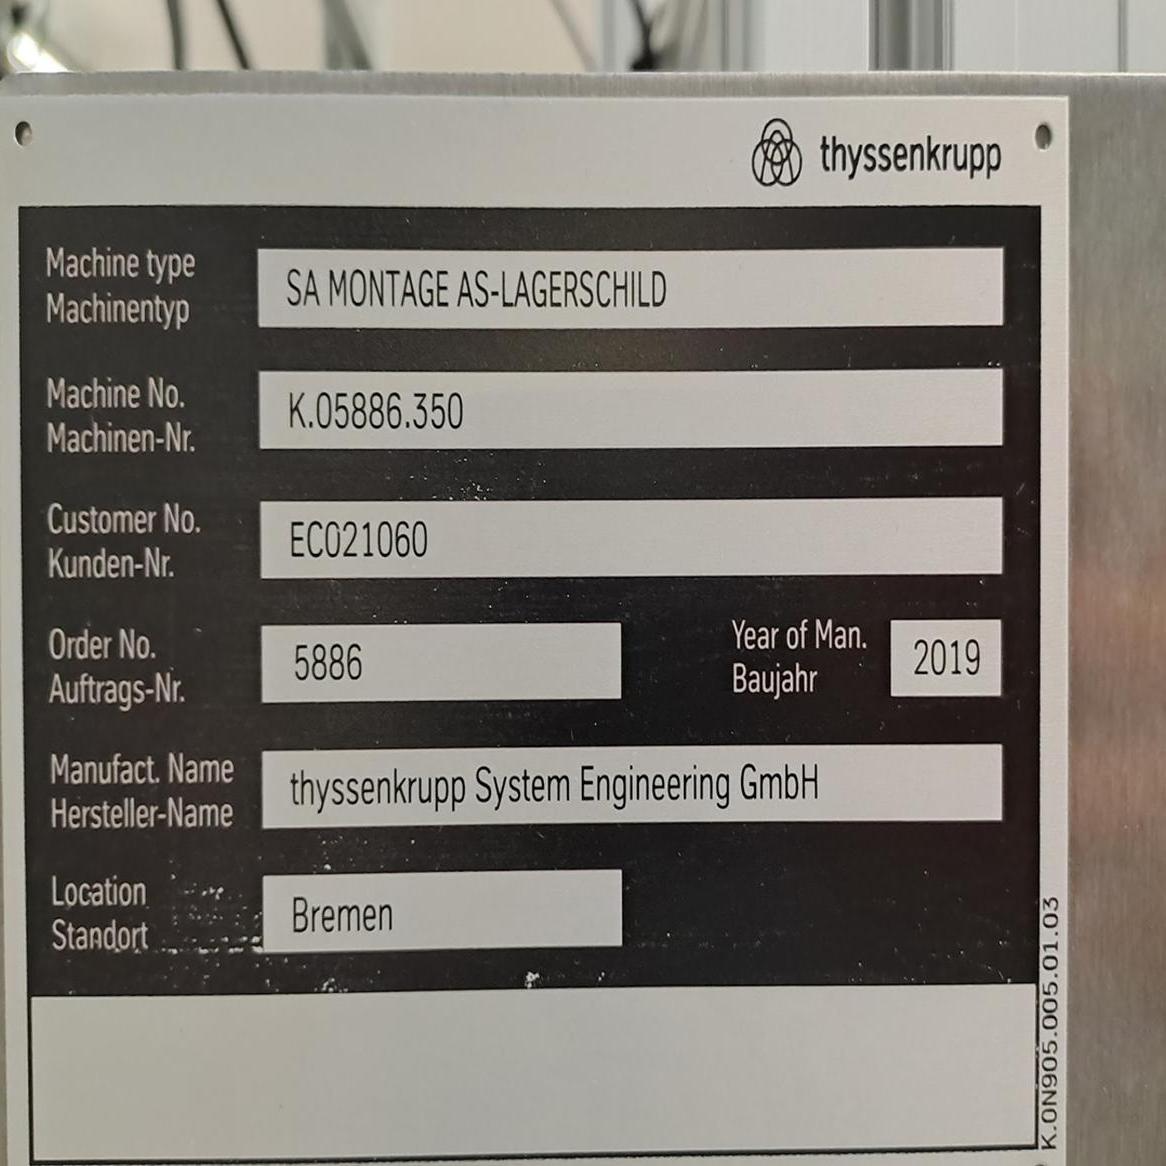 thyssenkrupp
Machine type
Machinentyp
SA MONTAGE AS-LAGERSCHILD
Machine No.
Machinen-Nr.
K.05886.350
Customer No.
Kunden-Nr.
EC021060
Order No.
Auftrags-Nr.
5886
Year of Man.
Baujahr
2019
Manufact. Name
Hersteller-Name
thyssenkrupp System Engineering GmbH
Location
Standort
Bremen
K.0N905.005.01.03